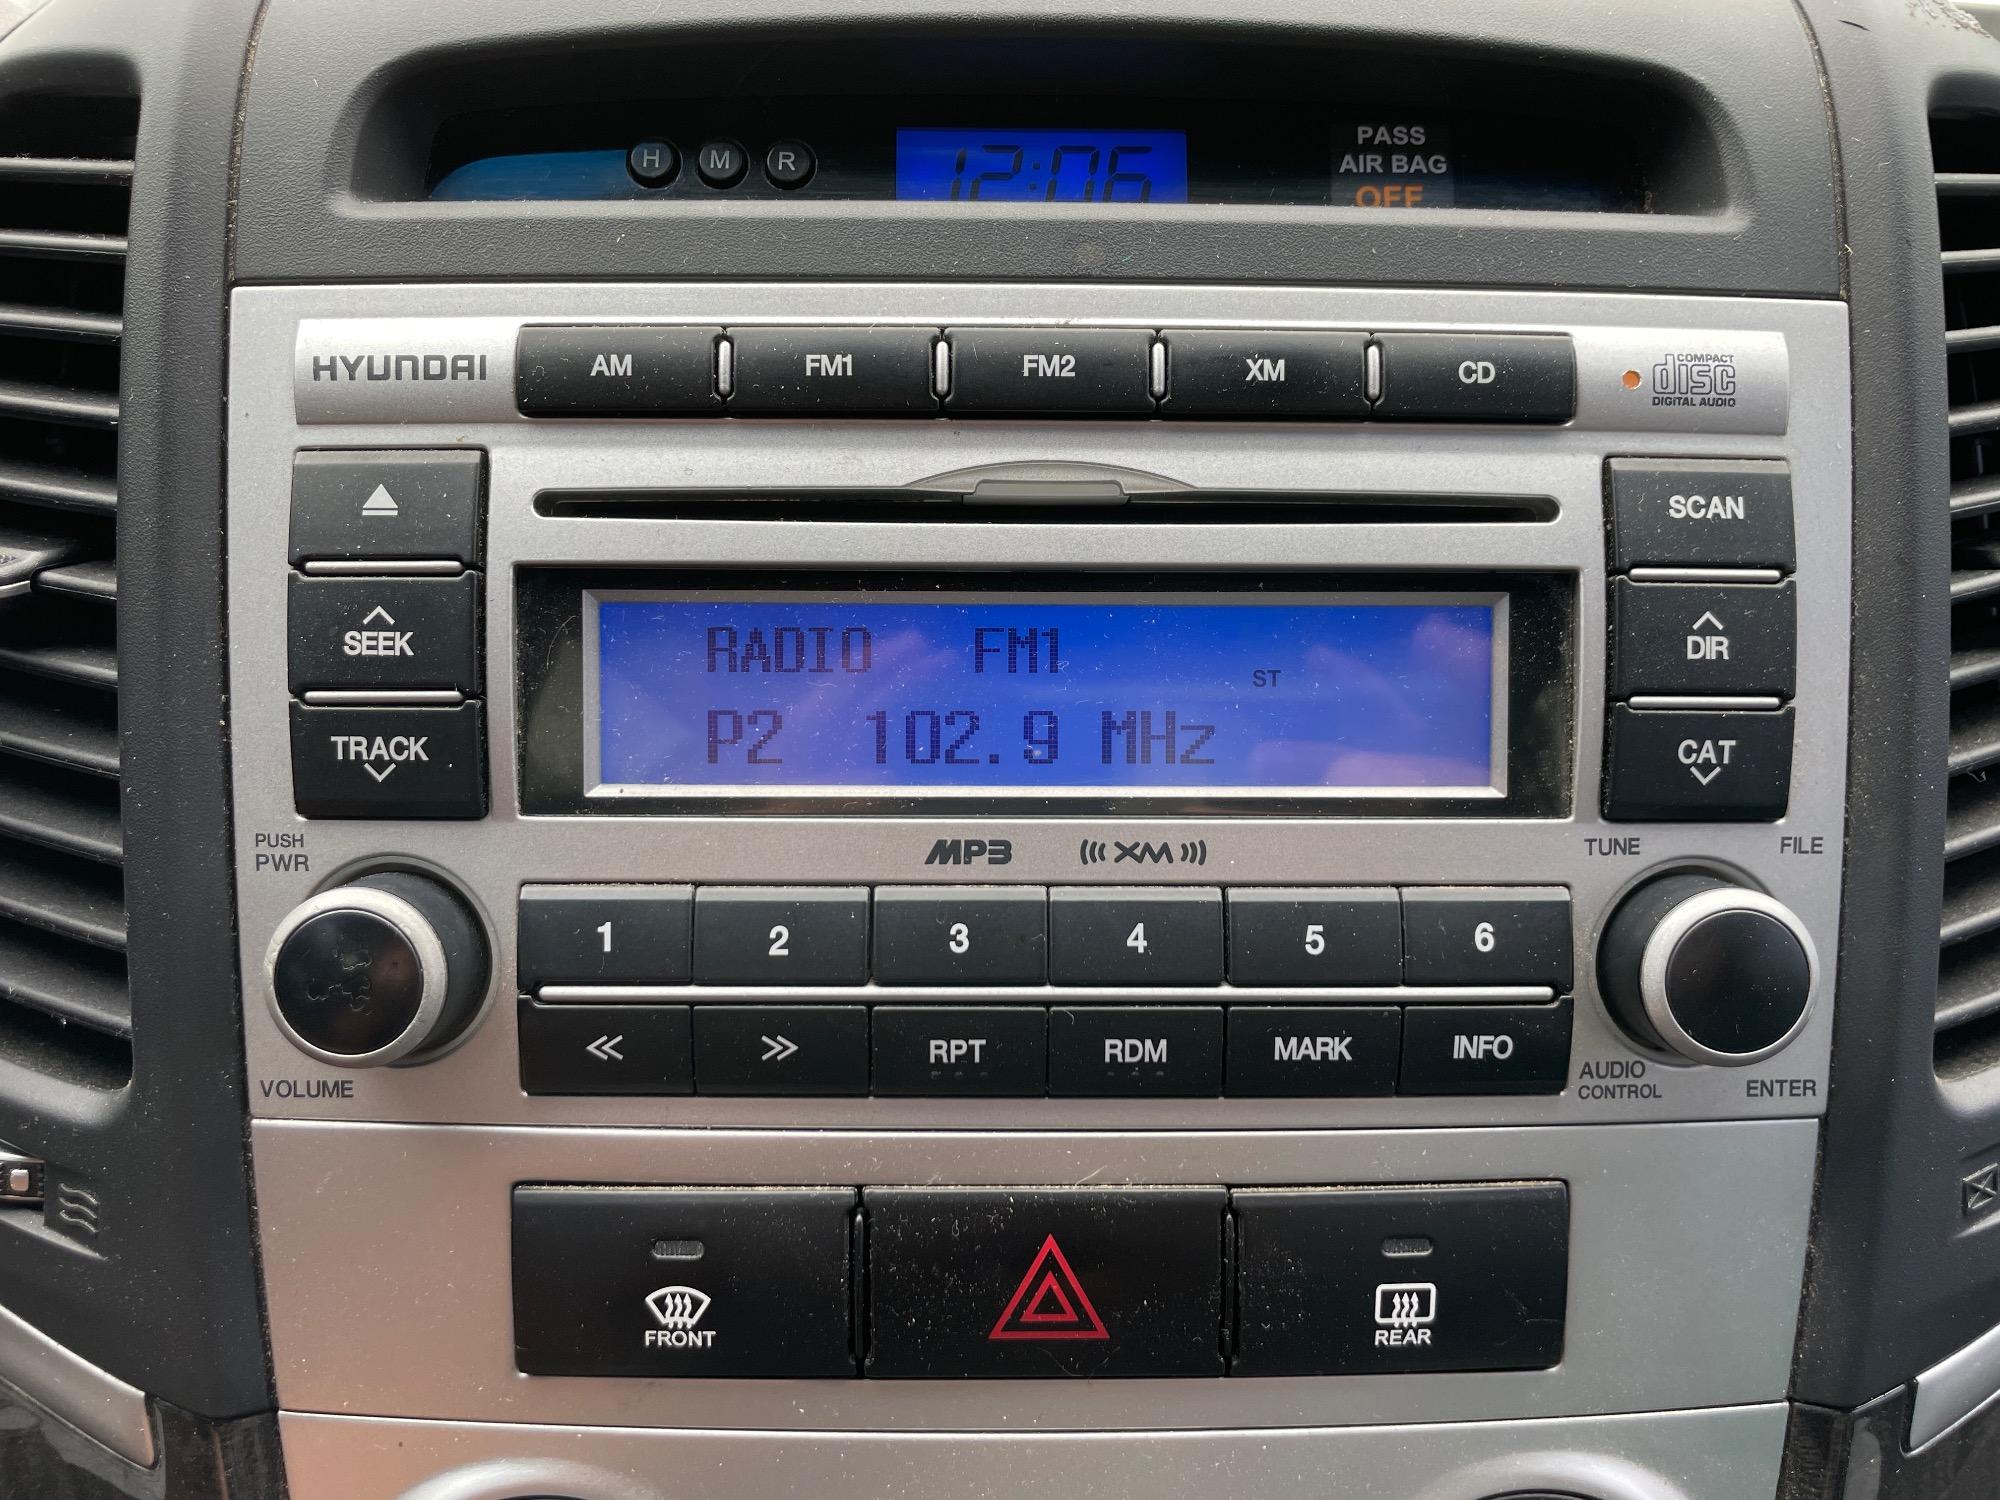 H M R
12:06
PASS
AIR BAG
OFF
HYUNDAI AM FM1 FM2 XM CD
COMPACT
disc
DIGITAL AUDIO
SEEK
TRACK
RADIO FM1
ST
P2 102.9 MHz
SCAN
DIR
CAT
PUSH
PWR
VOLUME
MP3 XM
1 2 3 4 5 6
<< >> RPT RDM MARK INFO
TUNE FILE
AUDIO
CONTROL
ENTER
FRONT
REAR